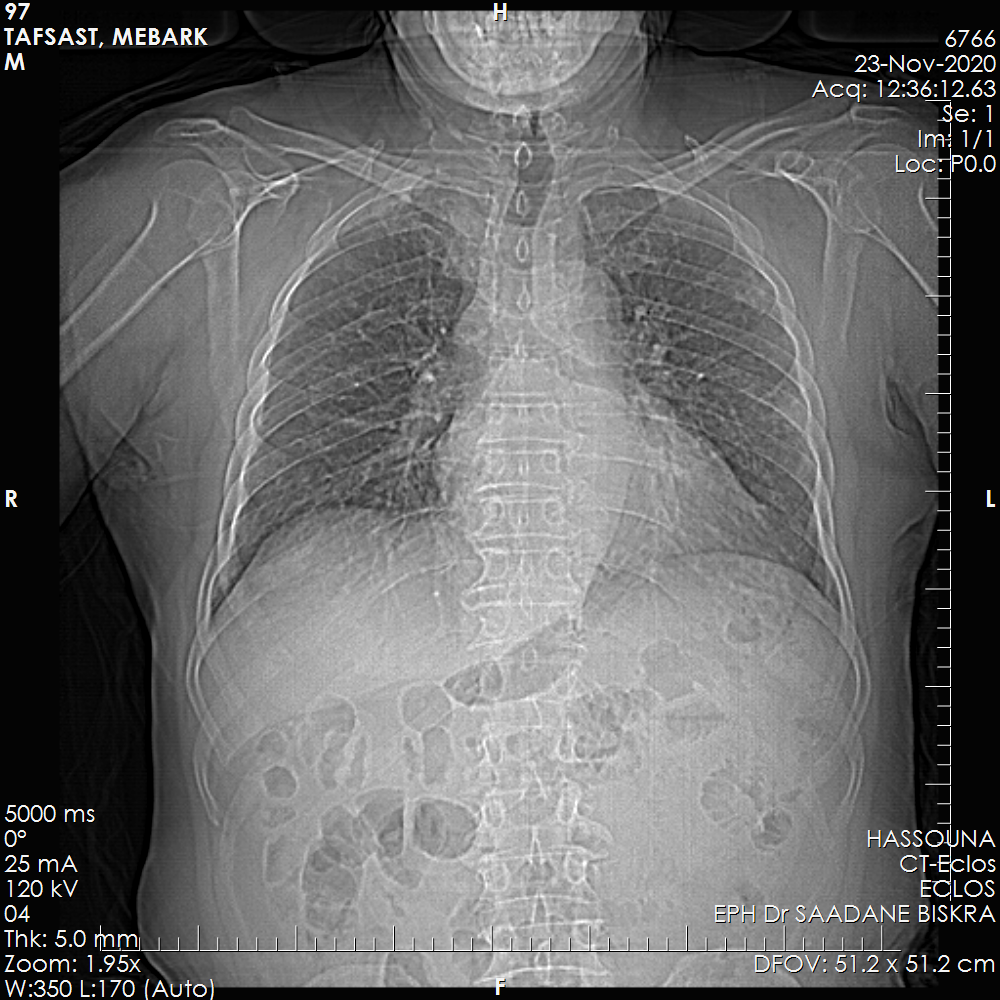 97
TAFSAST, MEBARK
M
H
6766
23-Nov-2020
Acq: 12:36:12.63
Se: 1
Im: 1/1
Loc: P0.0
R
L
5000 ms
0°
25 mA
120 kV
04
Thk: 5.0 mm
Zoom: 1.95x
W:350 L:170 (Auto)
F
HASSOUNA
CT-Eclos
ECLOS
EPH Dr SAADANE BISKRA
DFOV: 51.2 x 51.2 cm